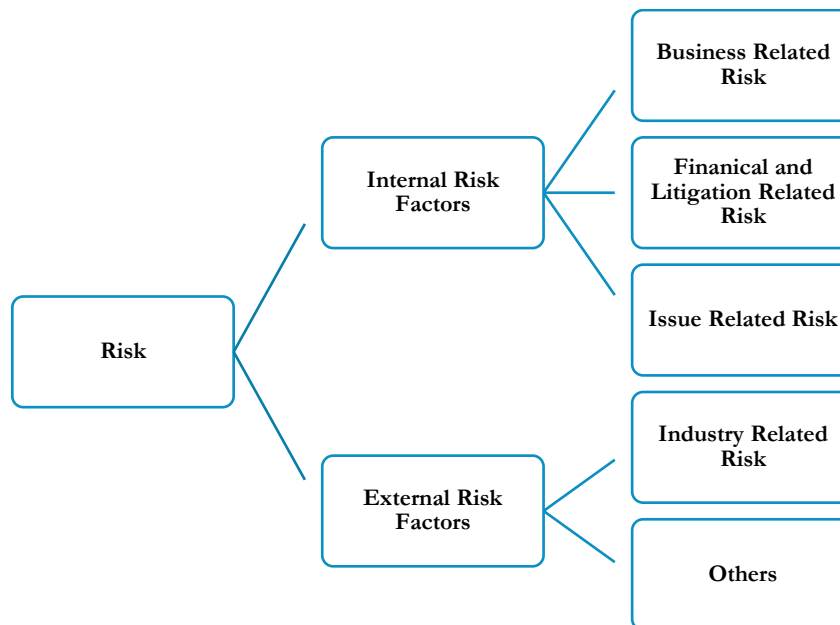 Business Related
Risk
Internal Risk
Factors
Finanical and
Litigation Related
Risk
Issue Related Risk
Risk
Industry Related
Risk
External Risk
Factors
Others